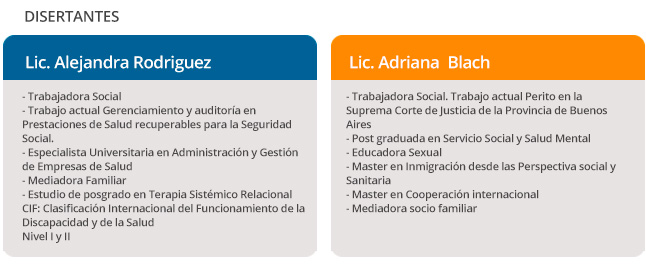 DISERTANTES
Lic. Alejandra Rodriguez
- Trabajadora Social
- Trabajo actual Gerenciamiento y auditoría en
Prestaciones de Salud recuperables para la Seguridad
Social.
- Especialista Universitaria en Administración y Gestión
de Empresas de Salud
- Mediadora Familiar
- Estudio de posgrado en Terapia Sistémico Relacional
CIF: Clasificación Internacional del Funcionamiento de la
Discapacidad y de la Salud
Nivel I y II
Lic. Adriana Blach
- Trabajadora Social. Trabajo actual Perito en la
Suprema Corte de Justicia de la Provincia de Buenos
Aires
- Post graduada en Servicio Social y Salud Mental
- Educadora Sexual
- Master en Inmigración desde las Perspectiva social y
Sanitaria
- Master en Cooperación internacional
- Mediadora socio familiar